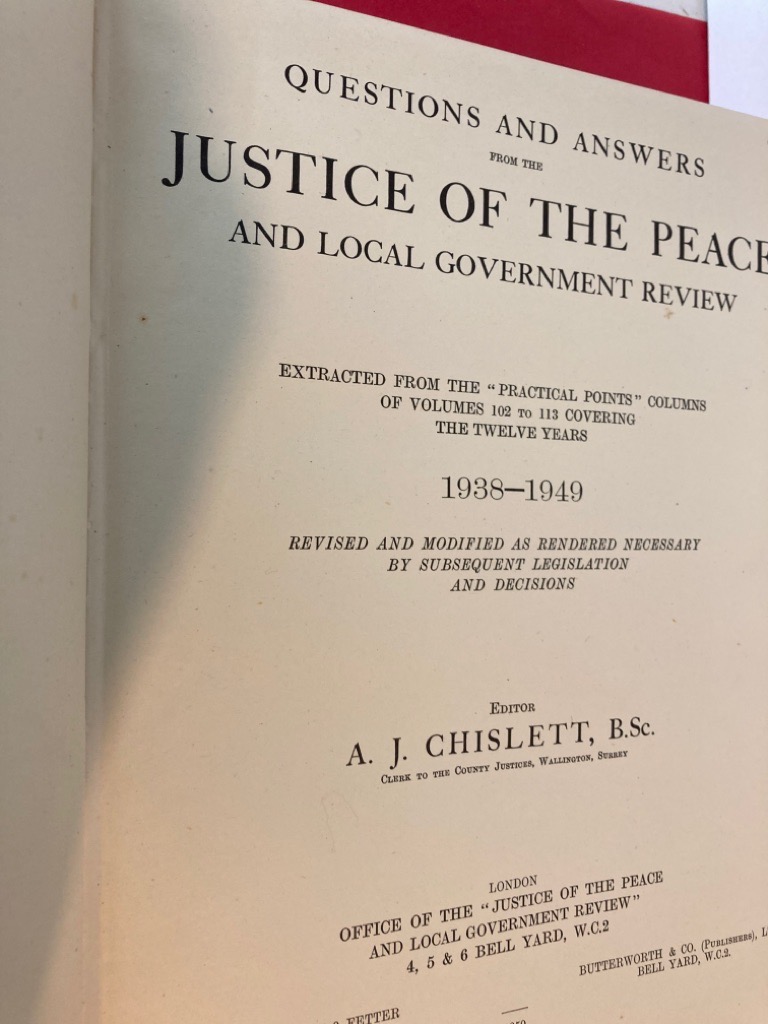 QUESTIONS AND ANSWERS
FROM THE
JUSTICE OF THE PEACE
AND LOCAL GOVERNMENT REVIEW
EXTRACTED FROM THE “PRACTICAL POINTS” COLUMNS
OF VOLUMES 102 TO 113 COVERING
THE TWELVE YEARS
1938—1949
REVISED AND MODIFIED AS RENDERED NECESSARY
BY SUBSEQUENT LEGISLATION
AND DECISIONS
EDITOR
A. J. CHISLETT, B.Sc.
CLERK TO THE COUNTY JUSTICES, WALLINGTON, SURREY
LONDON
OFFICE OF THE “JUSTICE OF THE PEACE
AND LOCAL GOVERNMENT REVIEW”
4, 5 & 6 BELL YARD, W.C.2
BUTTERWORTH & CO. (PUBLISHERS),
BELL YARD, W.C.2.
FETTER